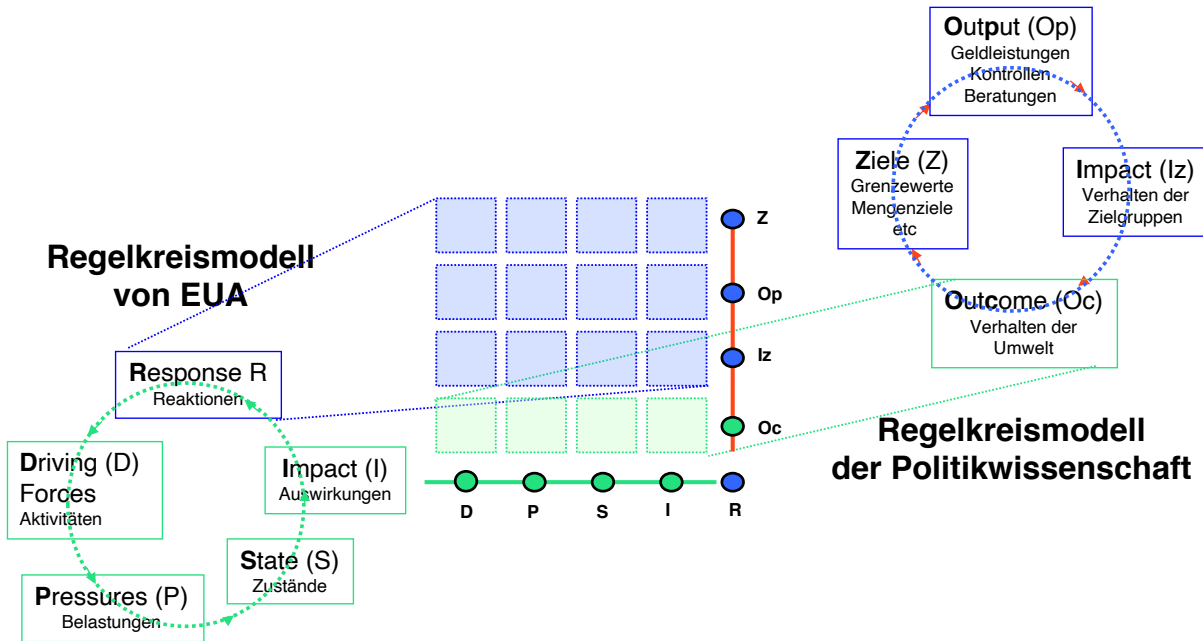 Output (Op)
Geldleistungen
Kontrollen
Beratungen
Ziele (Z)
Grenzewerte
Mengenziele
etc
Impact (Iz)
Verhalten der
Zielgruppen
Outcome (Oc)
Verhalten der
Umwelt
Regelkreismodell
der Politikwissenschaft
Z
Op
Iz
Oc
D
P
S
I
R
Regelkreismodell
von EUA
Response R
Reaktionen
Driving (D)
Forces
Aktivitäten
Impact (I)
Auswirkungen
State (S)
Zustände
Pressures (P)
Belastungen